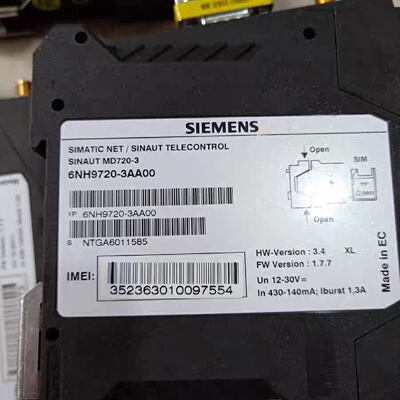 SIEMENS
SIMATIC NET / SINAUT TELECONTROL
SINAUT MD720-3
6NH9720-3AA00
Open
SIM
Open
1P 6NH9720-3AA00
S NTGA6011585
HW-Version : 3.4 XL
FW Version : 1.7.7
IMEI:
352363010097554
Un 12-30V=
In 430-140mA; Iburst 1,3A
Made in EC